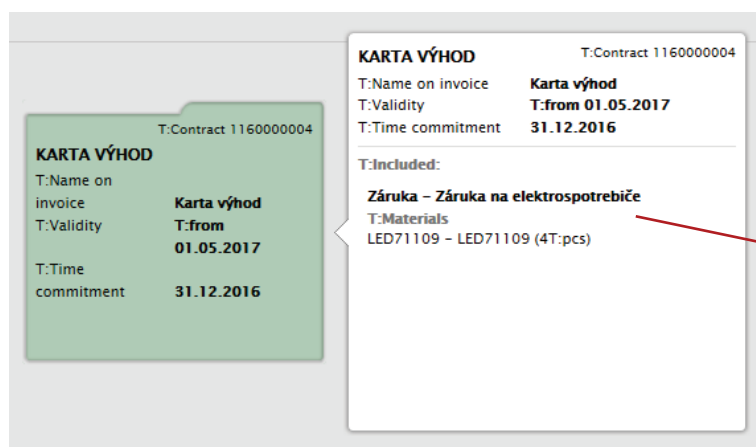 T:Contract 1160000004
KARTA VÝHOD
T:Name on
invoice Karta výhod
T:Validity T:from
01.05.2017
T:Time
commitment 31.12.2016
KARTA VÝHOD T:Contract 1160000004
T:Name on invoice Karta výhod
T:Validity T:from 01.05.2017
T:Time commitment 31.12.2016
T:Included:
Záruka – Záruka na elektrospotrebiče
T:Materials
LED71109 – LED71109 (4T:pcs)